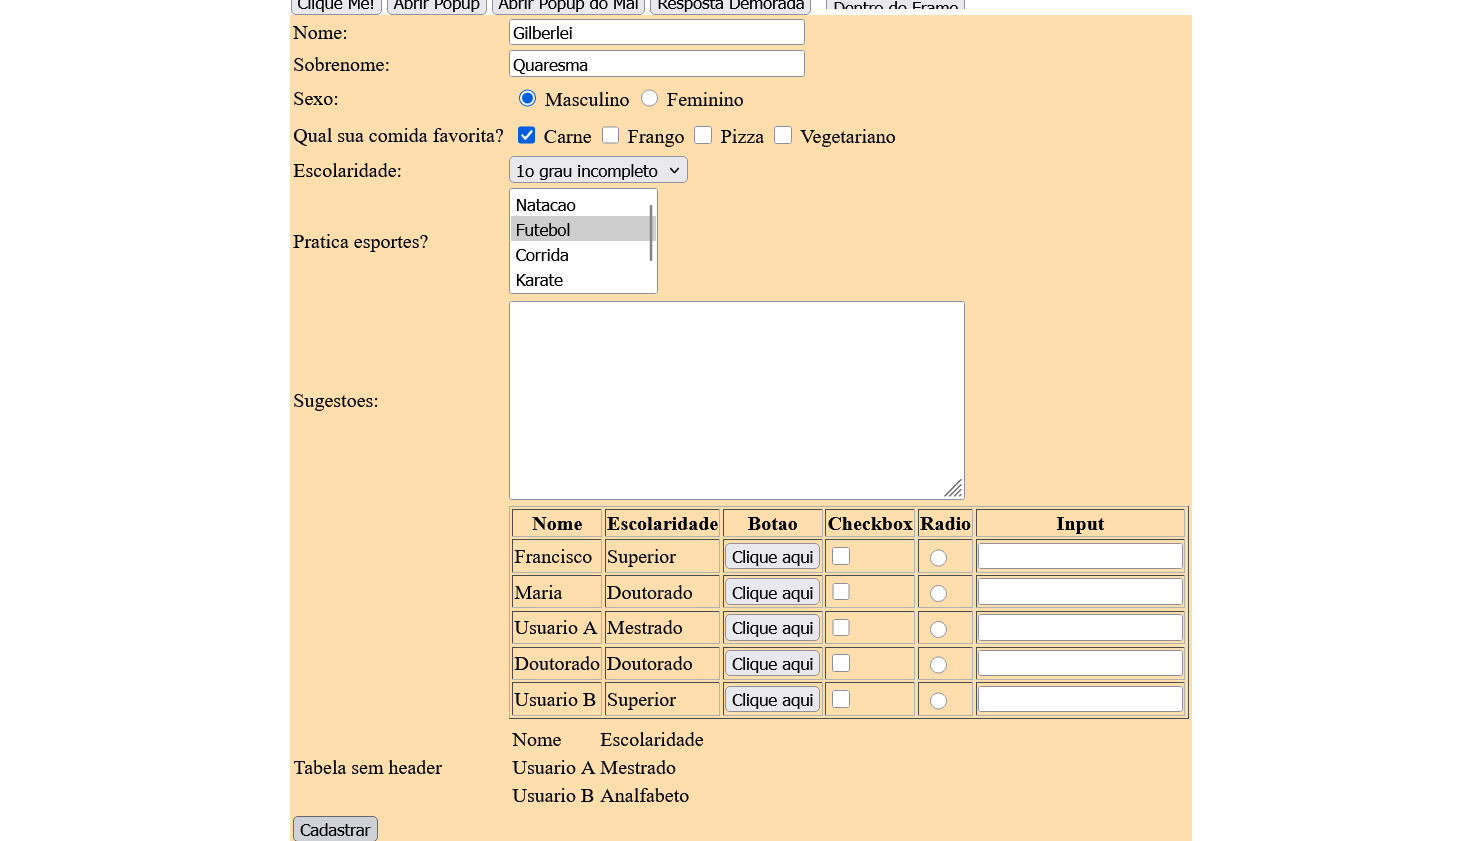 Clique Me! Abrir Popup Abrir Popup do Mal Resposta Demorada Dentro do Frame
Nome: Gilberlei
Sobrenome: Quaresma
Sexo: Masculino Feminino
Qual sua comida favorita? Carne Frango Pizza Vegetariano
Escolaridade: 1o grau incompleto
Natacao
Futebol
Pratica esportes?
Corrida
Karate
Sugestoes:
Nome Escolaridade Botao Checkbox Radio Input
Francisco Superior Clique aqui
Maria Doutorado Clique aqui
Usuario A Mestrado Clique aqui
Doutorado Doutorado Clique aqui
Usuario B Superior Clique aqui
Nome Escolaridade
Tabela sem header Usuario A Mestrado
Usuario B Analfabeto
Cadastrar